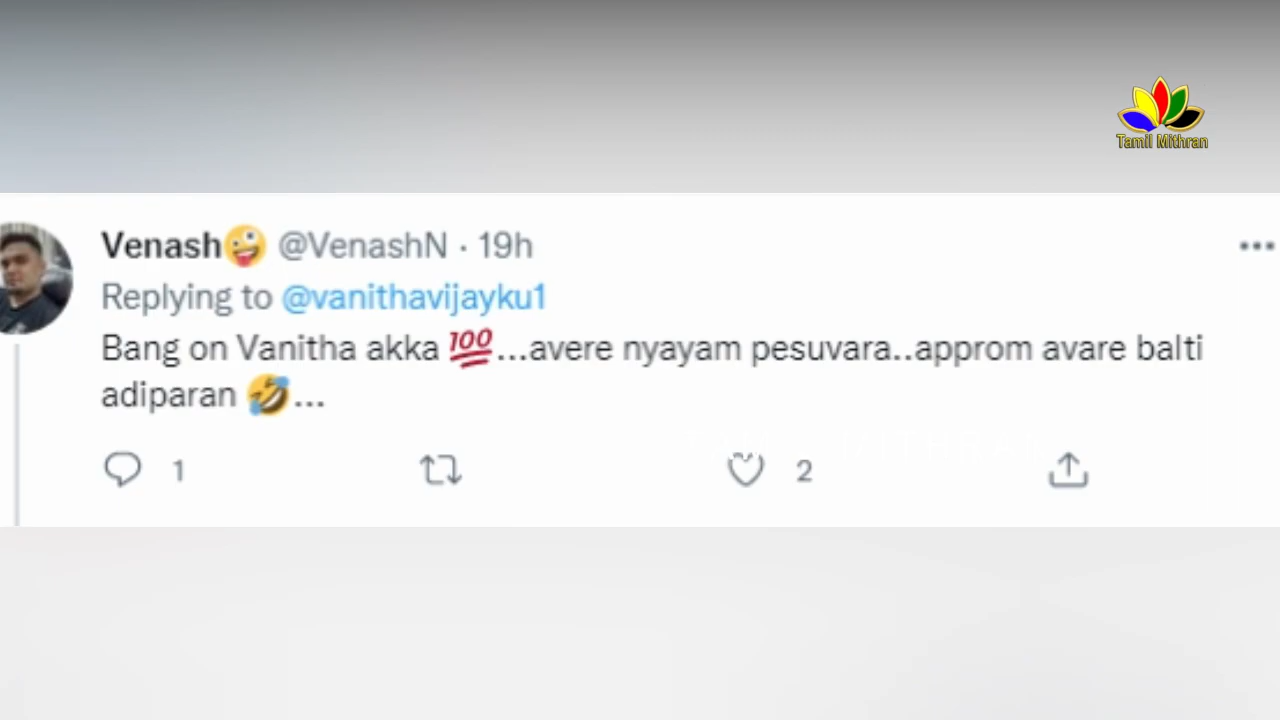 Tamil Mithran
Venash🤪 @VenashN · 19h
Replying to @vanithavijayku1
Bang on Vanitha akka 💯...avere nyayam pesuvara..approm avare balti
adiparan 🤣...
1 2